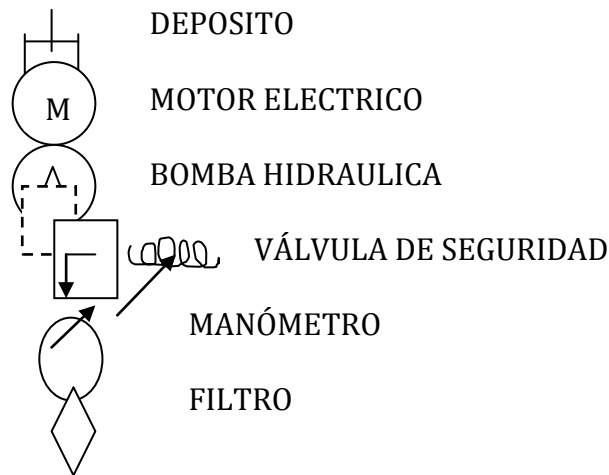 DEPOSITO
M
MOTOR ELECTRICO
BOMBA HIDRAULICA
VÁLVULA DE SEGURIDAD
MANÓMETRO
FILTRO